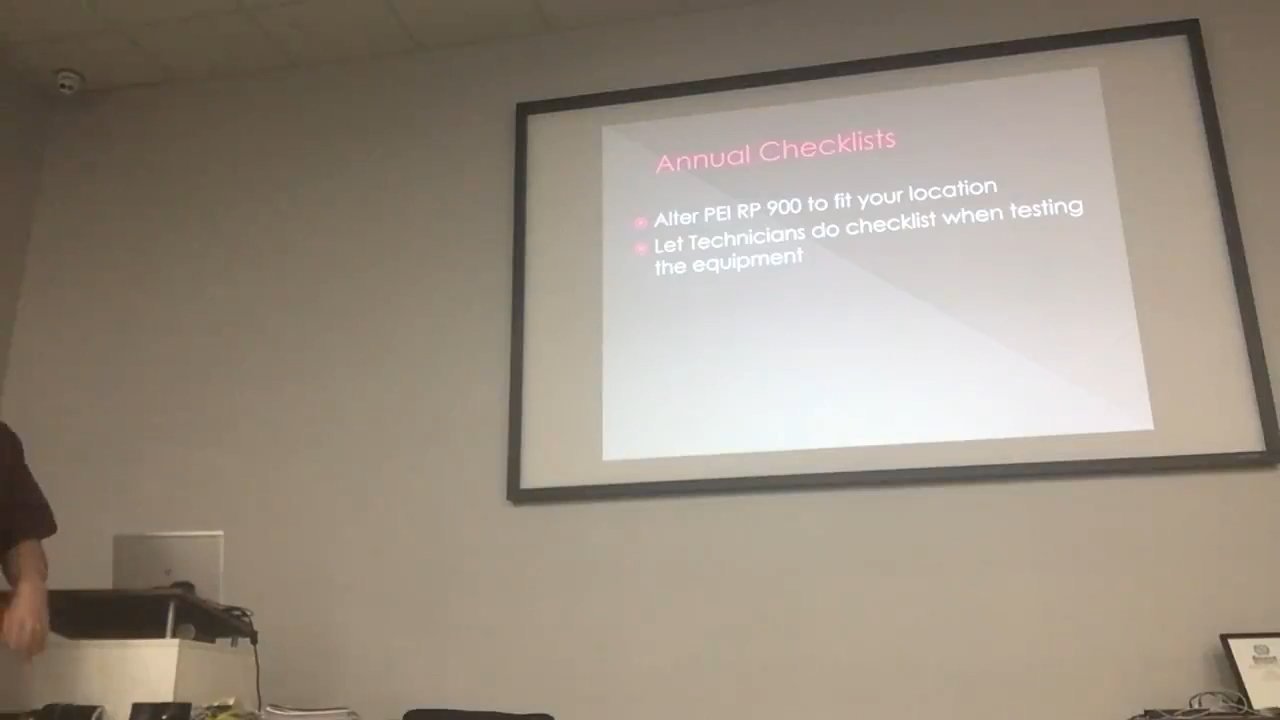 Annual Checklists
Alter PEI RP 900 to fit your location
Let Technicians do checklist when testing
the equipment